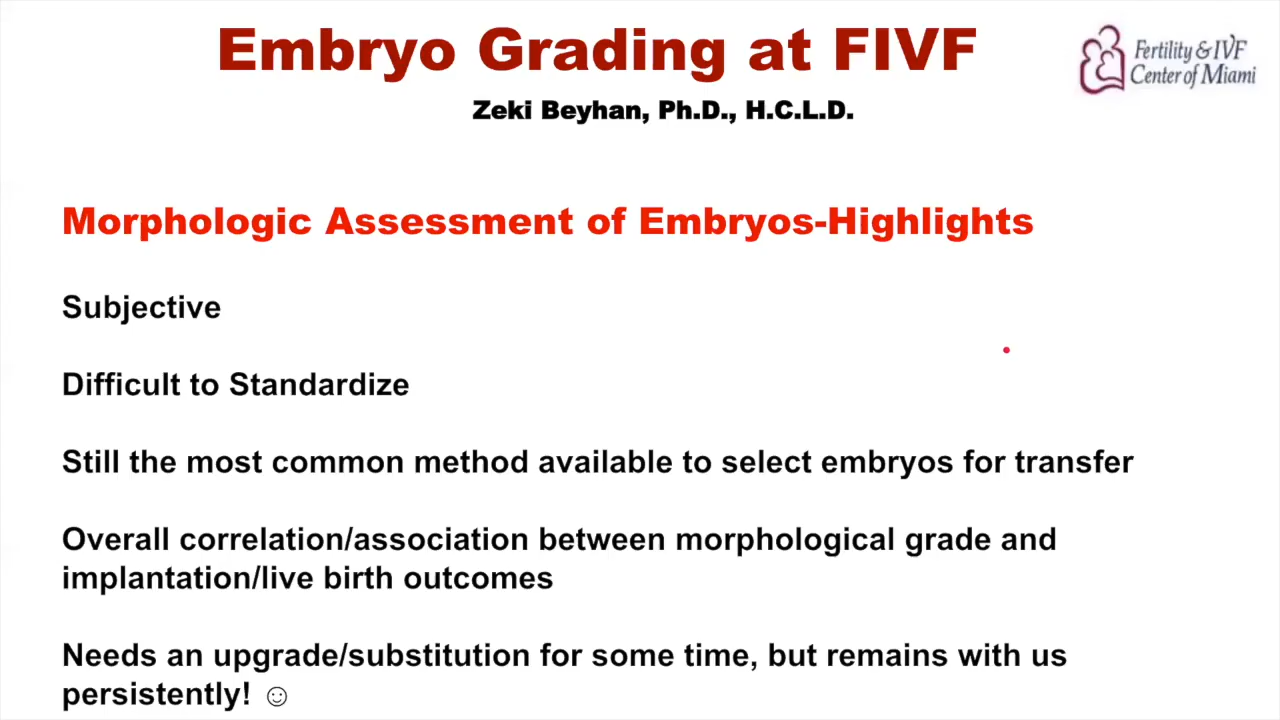 Embryo Grading at FIVF
Fertility & IVF
Center of Miami
Zeki Beyhan, Ph.D., H.C.L.D.
Morphologic Assessment of Embryos-Highlights
Subjective
Difficult to Standardize
Still the most common method available to select embryos for transfer
Overall correlation/association between morphological grade and
implantation/live birth outcomes
Needs an upgrade/substitution for some time, but remains with us
persistently! ☺